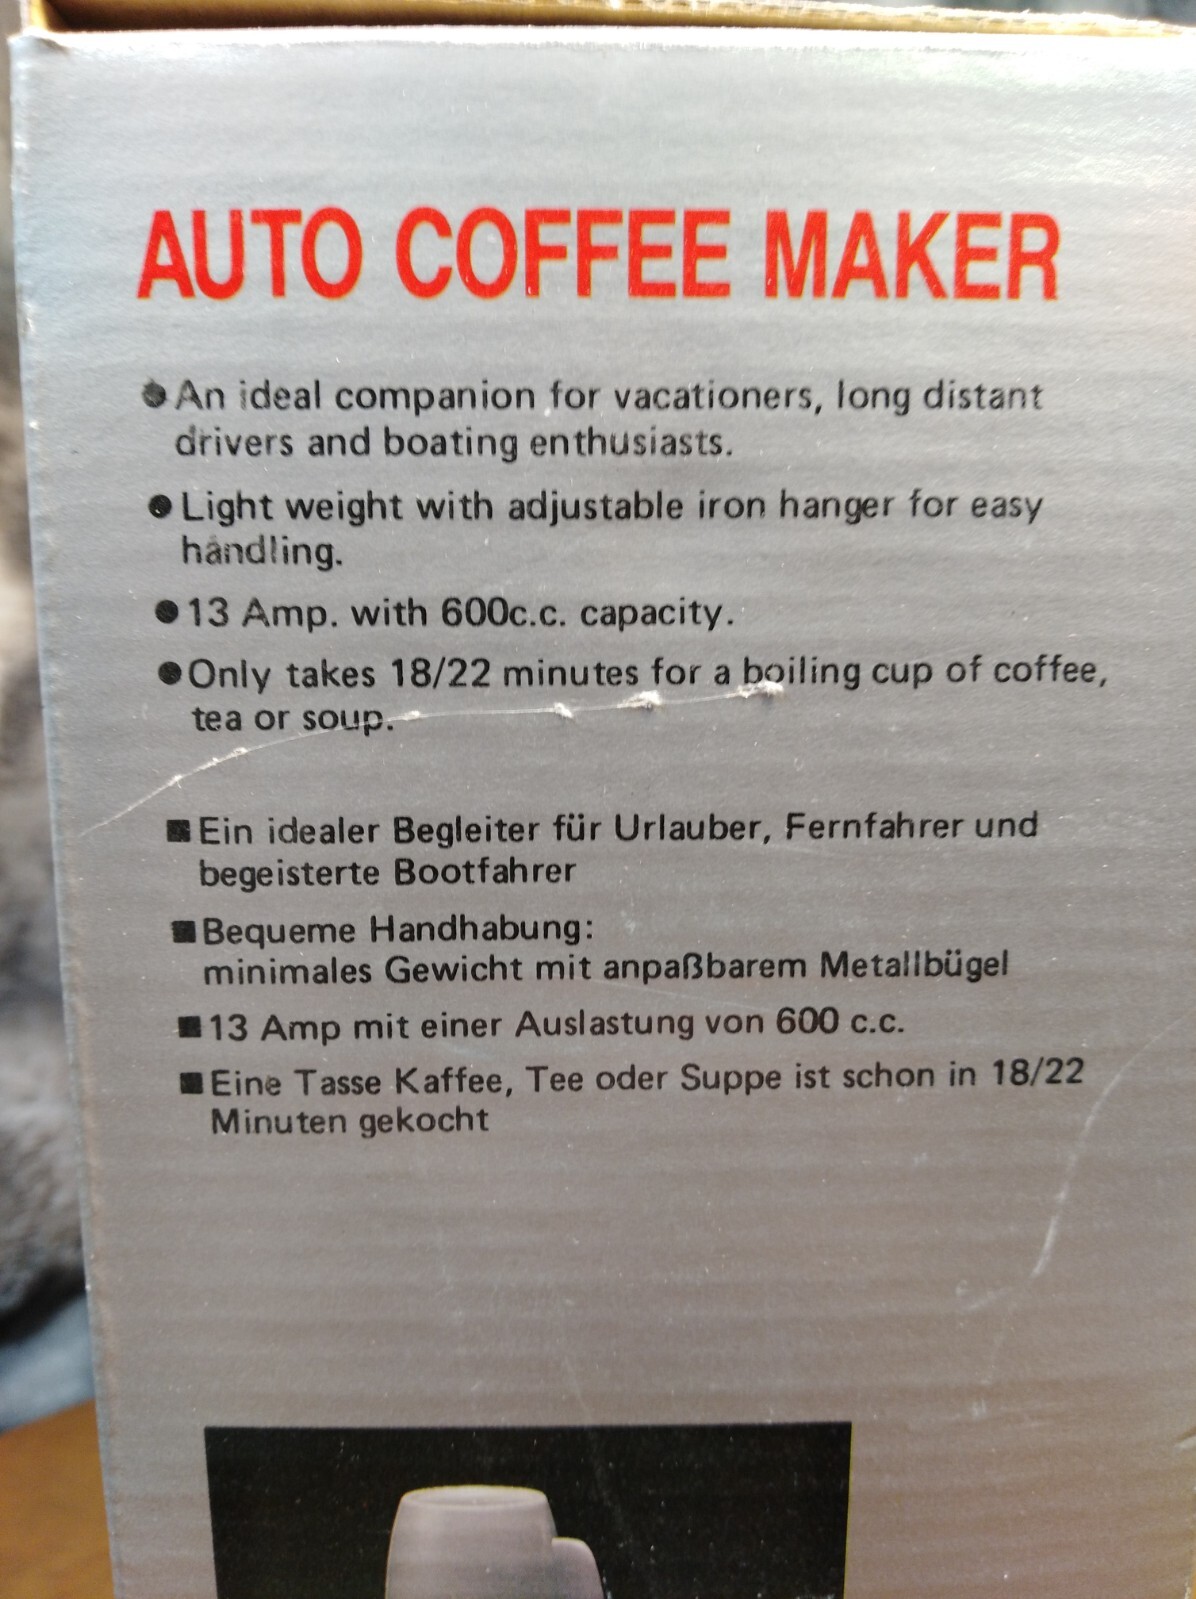 AUTO COFFEE MAKER
● An ideal companion for vacationers, long distant
drivers and boating enthusiasts.
● Light weight with adjustable iron hanger for easy
handling.
● 13 Amp. with 600c.c. capacity.
● Only takes 18/22 minutes for a boiling cup of coffee,
tea or soup.
■ Ein idealer Begleiter für Urlauber, Fernfahrer und
begeisterte Bootfahrer
■ Bequeme Handhabung:
minimales Gewicht mit anpaßbarem Metallbügel
■ 13 Amp mit einer Auslastung von 600 c.c.
■ Eine Tasse Kaffee, Tee oder Suppe ist schon in 18/22
Minuten gekocht